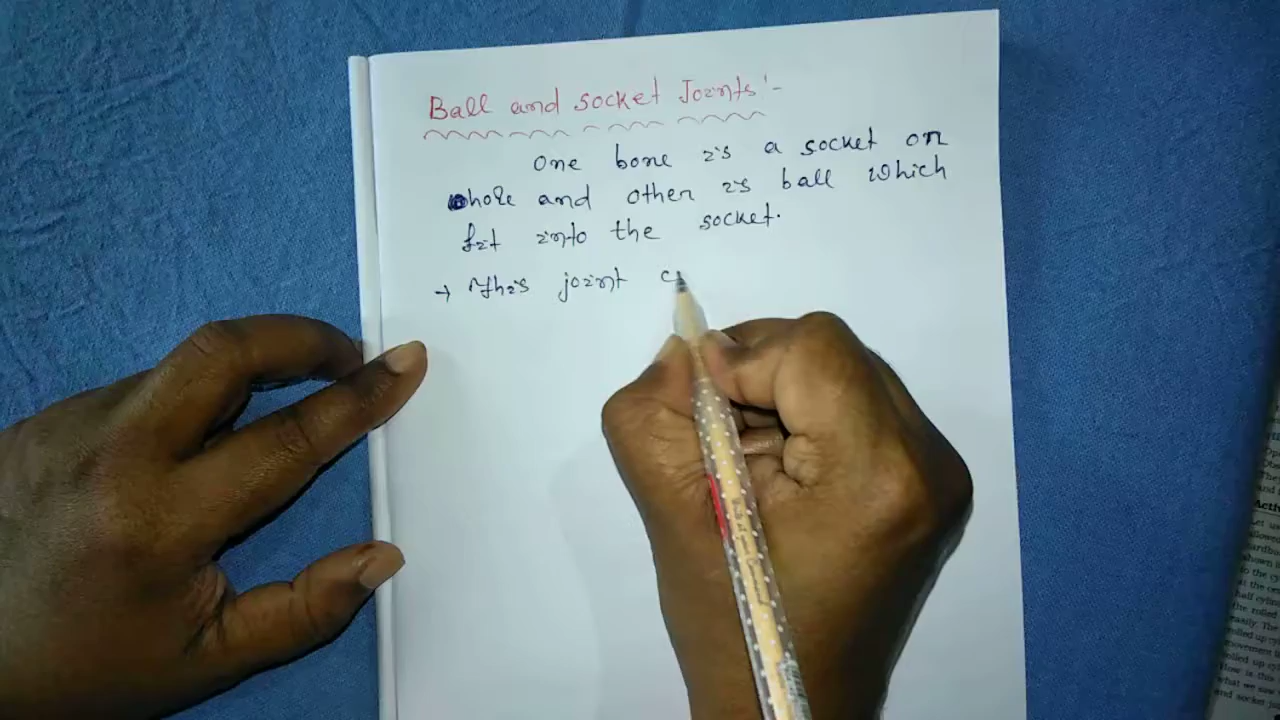 Ball and socket Joints :-
One bone is a socket or
hole and other is ball which
fit into the socket.
→ This joint